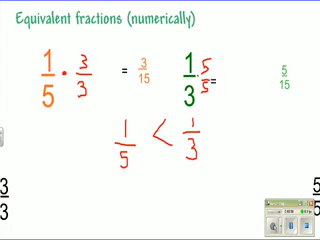 Equivalent fractions (numerically)
1/5 · 3/3 = 3/15
1/3 · 5/5 = 5/15
1/5 < 1/3
3/3
5/5